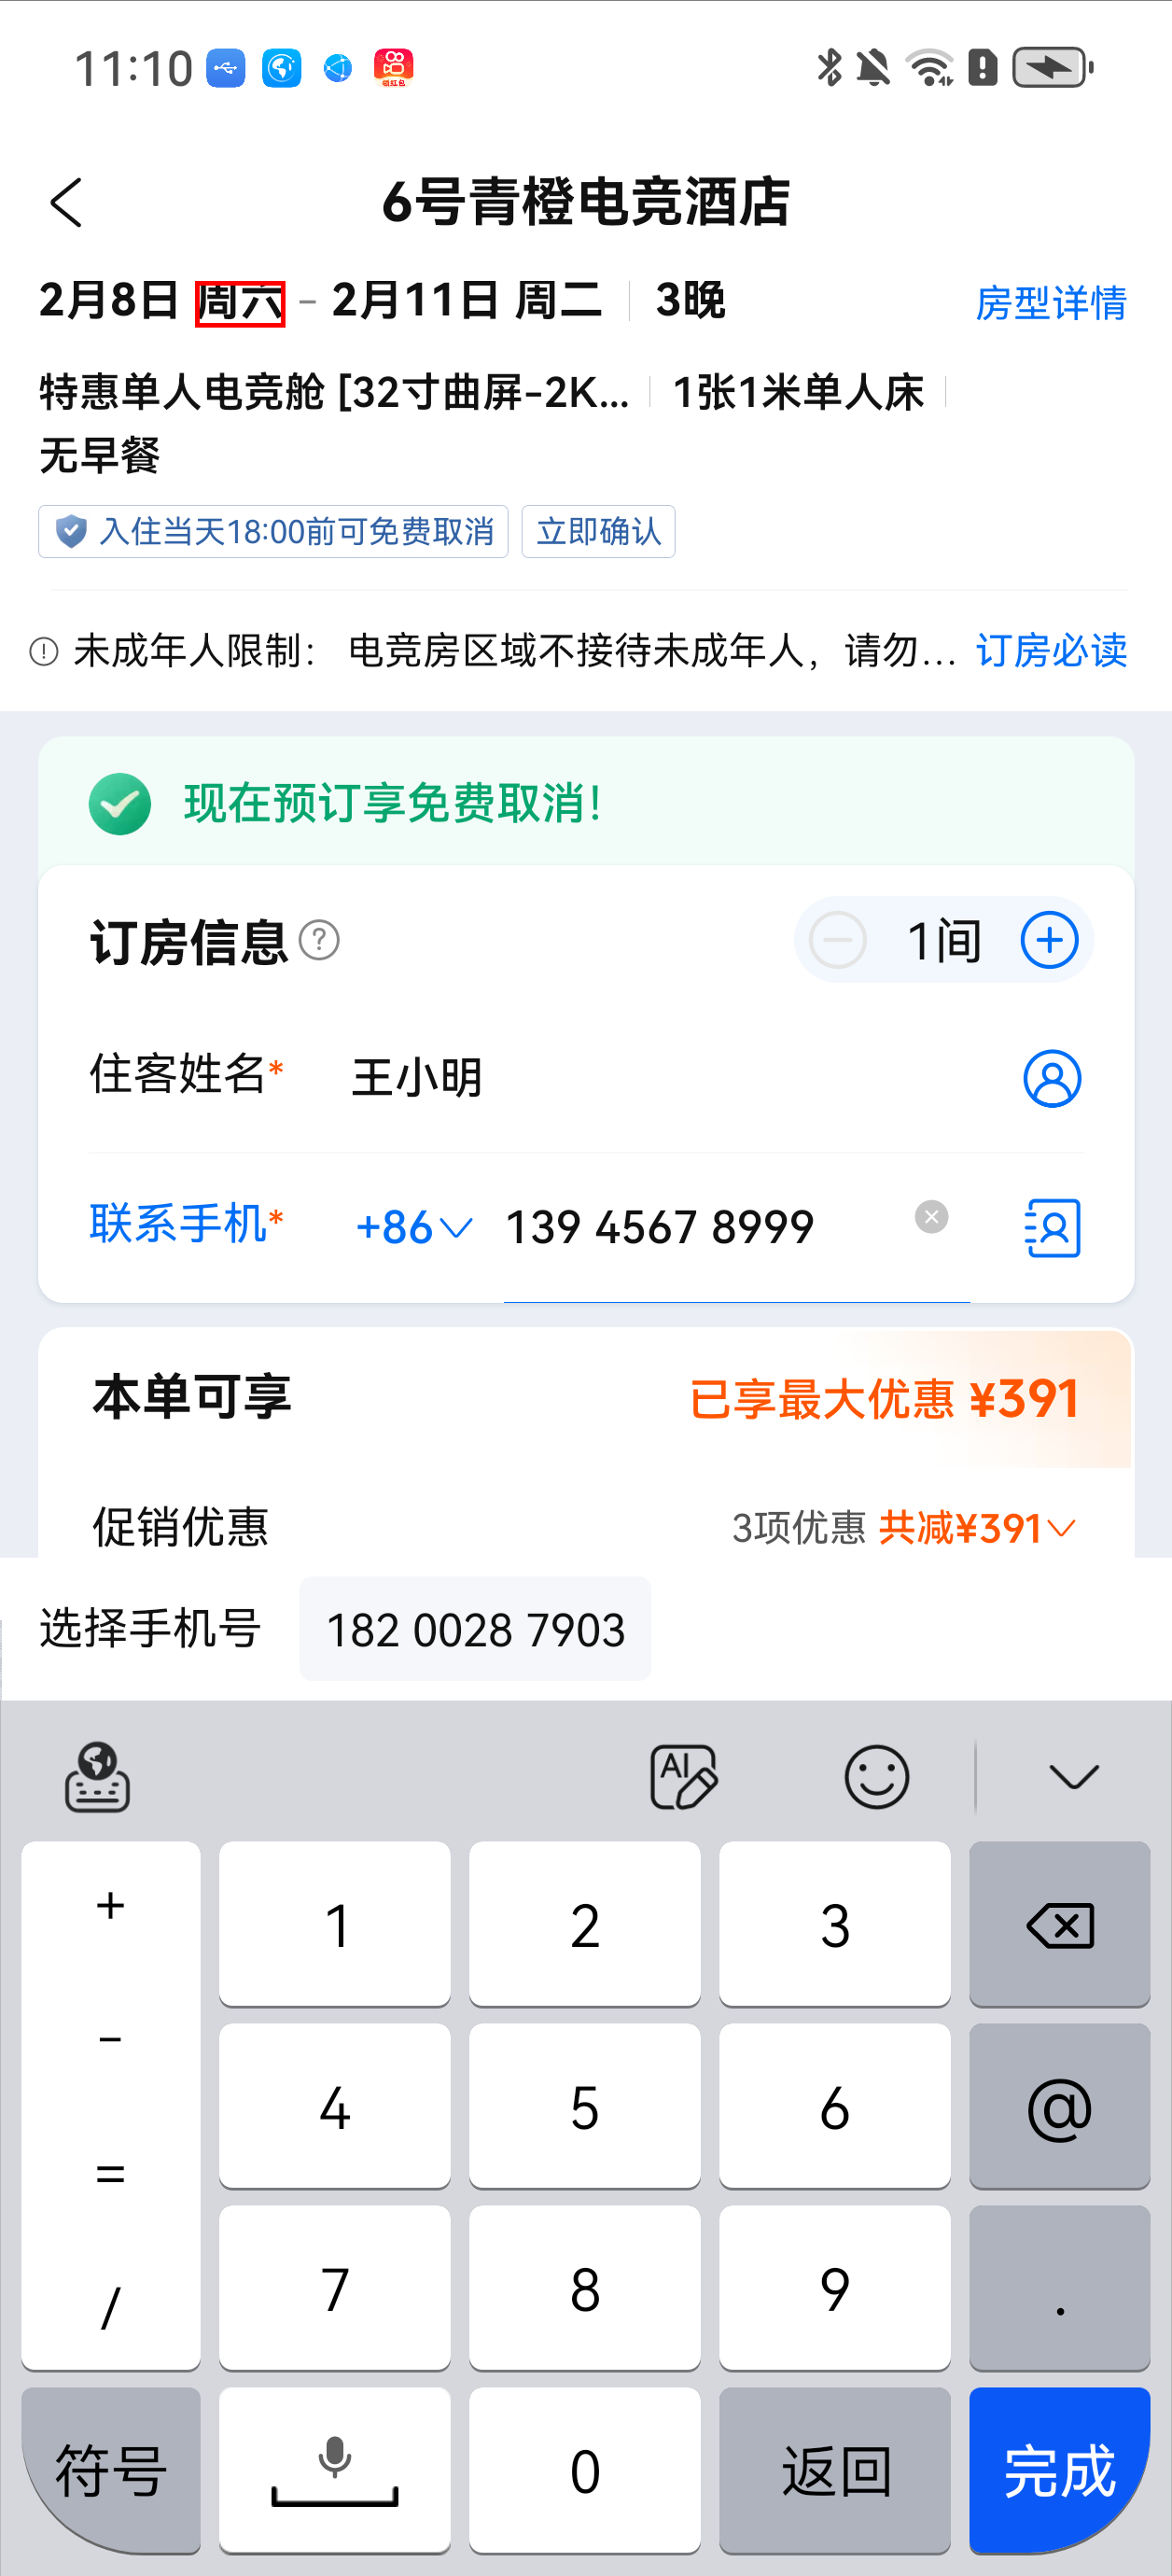 11:10
领红包
6号青橙电竞酒店
2月8日 周六 - 2月11日 周二 3晚 房型详情
特惠单人电竞舱 [32寸曲屏-2K... 1张1米单人床
无早餐
入住当天18:00前可免费取消 立即确认
未成年人限制： 电竞房区域不接待未成年人，请勿... 订房必读
现在预订享免费取消！
订房信息 ? 1间
住客姓名* 王小明
联系手机* +86 139 4567 8999
本单可享 已享最大优惠 ¥391
促销优惠 3项优惠 共减¥391
选择手机号 182 0028 7903
AI
+ 1 2 3
- 4 5 6 @
=
/ 7 8 9 .
符号 0 返回 完成